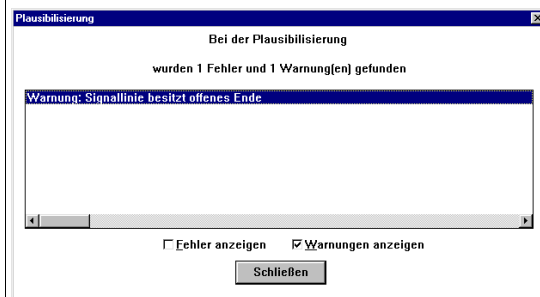 Plausibilisierung
Bei der Plausibilisierung
wurden 1 Fehler und 1 Warnung(en) gefunden
Warnung: Signallinie besitzt offenes Ende
Fehler anzeigen Warnungen anzeigen
Schließen